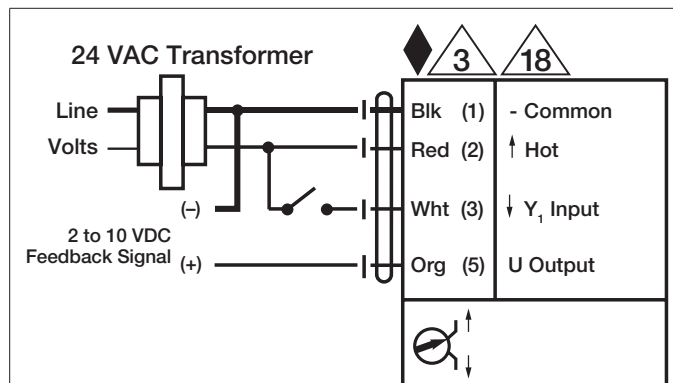 24 VAC Transformer
3
18
Line
Volts
Blk (1) - Common
Red (2) ↑ Hot
(–)
Wht (3) ↓ Y₁ Input
2 to 10 VDC
Feedback Signal (+)
Org (5) U Output